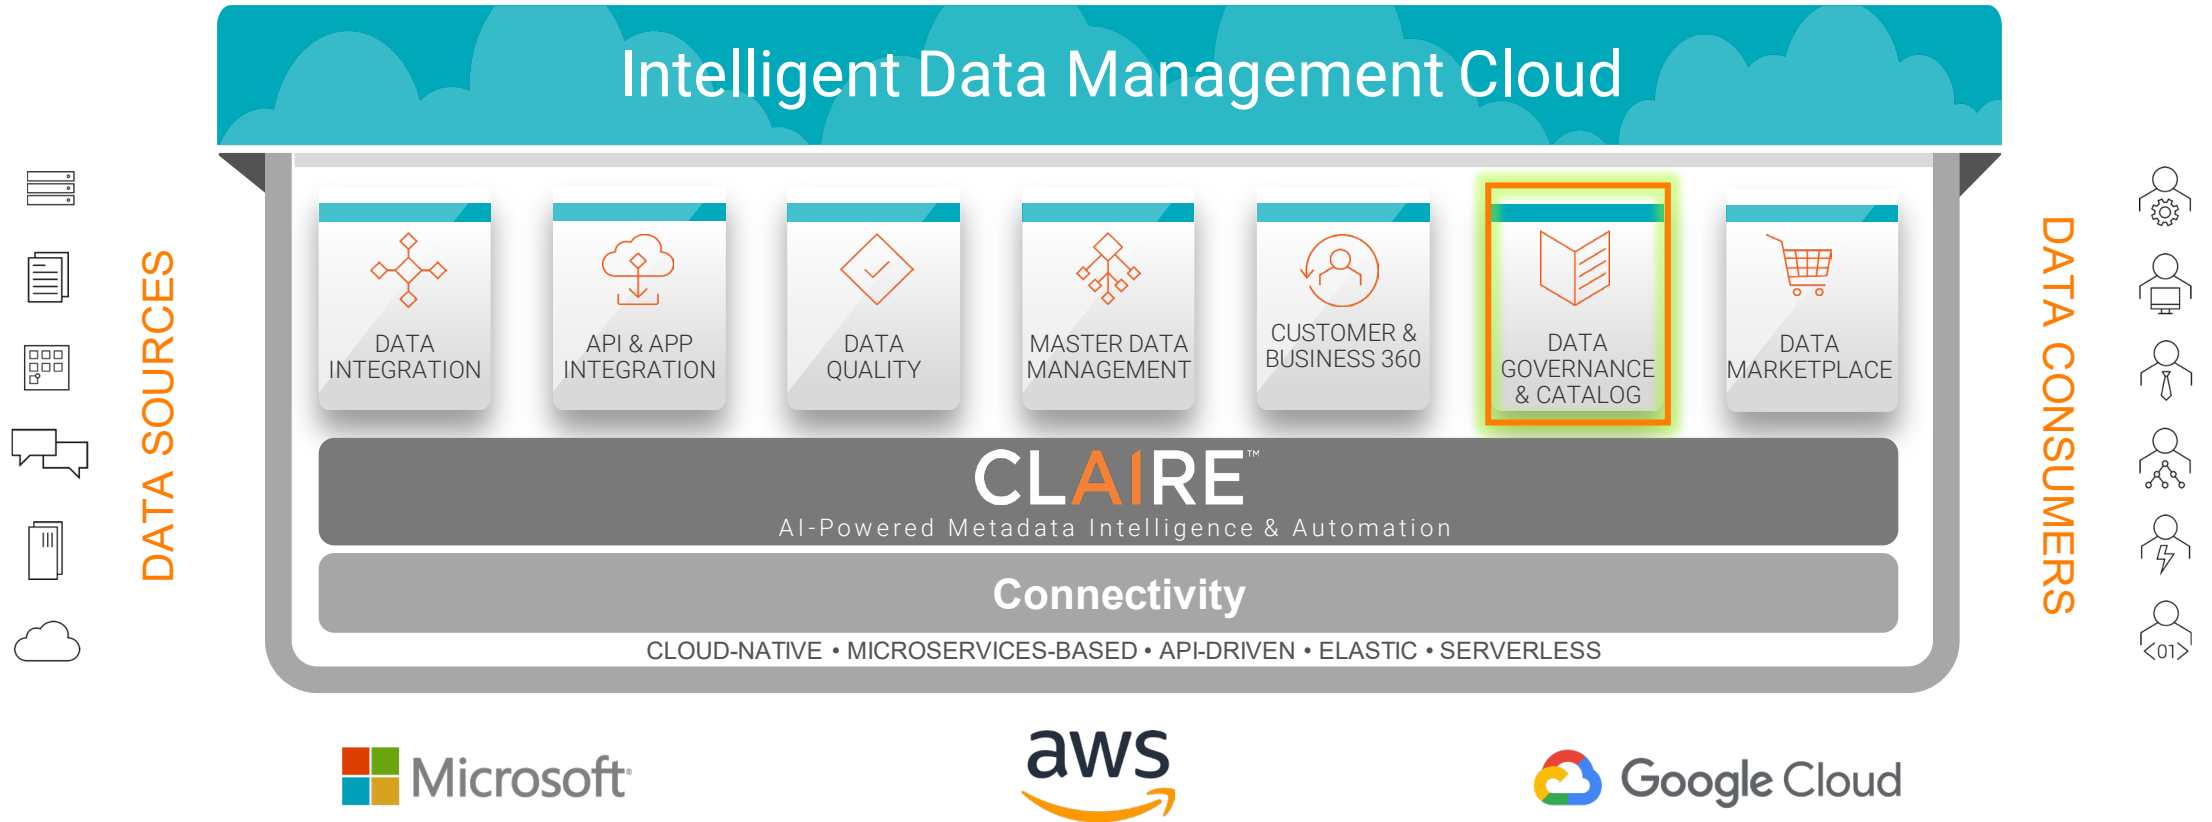 Intelligent Data Management Cloud
DATA SOURCES
DATA
INTEGRATION
API & APP
INTEGRATION
DATA
QUALITY
MASTER DATA
MANAGEMENT
CUSTOMER &
BUSINESS 360
DATA
GOVERNANCE
& CATALOG
DATA
MARKETPLACE
DATA CONSUMERS
<01>
CLAIRE™
AI-Powered Metadata Intelligence & Automation
Connectivity
CLOUD-NATIVE • MICROSERVICES-BASED • API-DRIVEN • ELASTIC • SERVERLESS
Microsoft
aws
Google Cloud